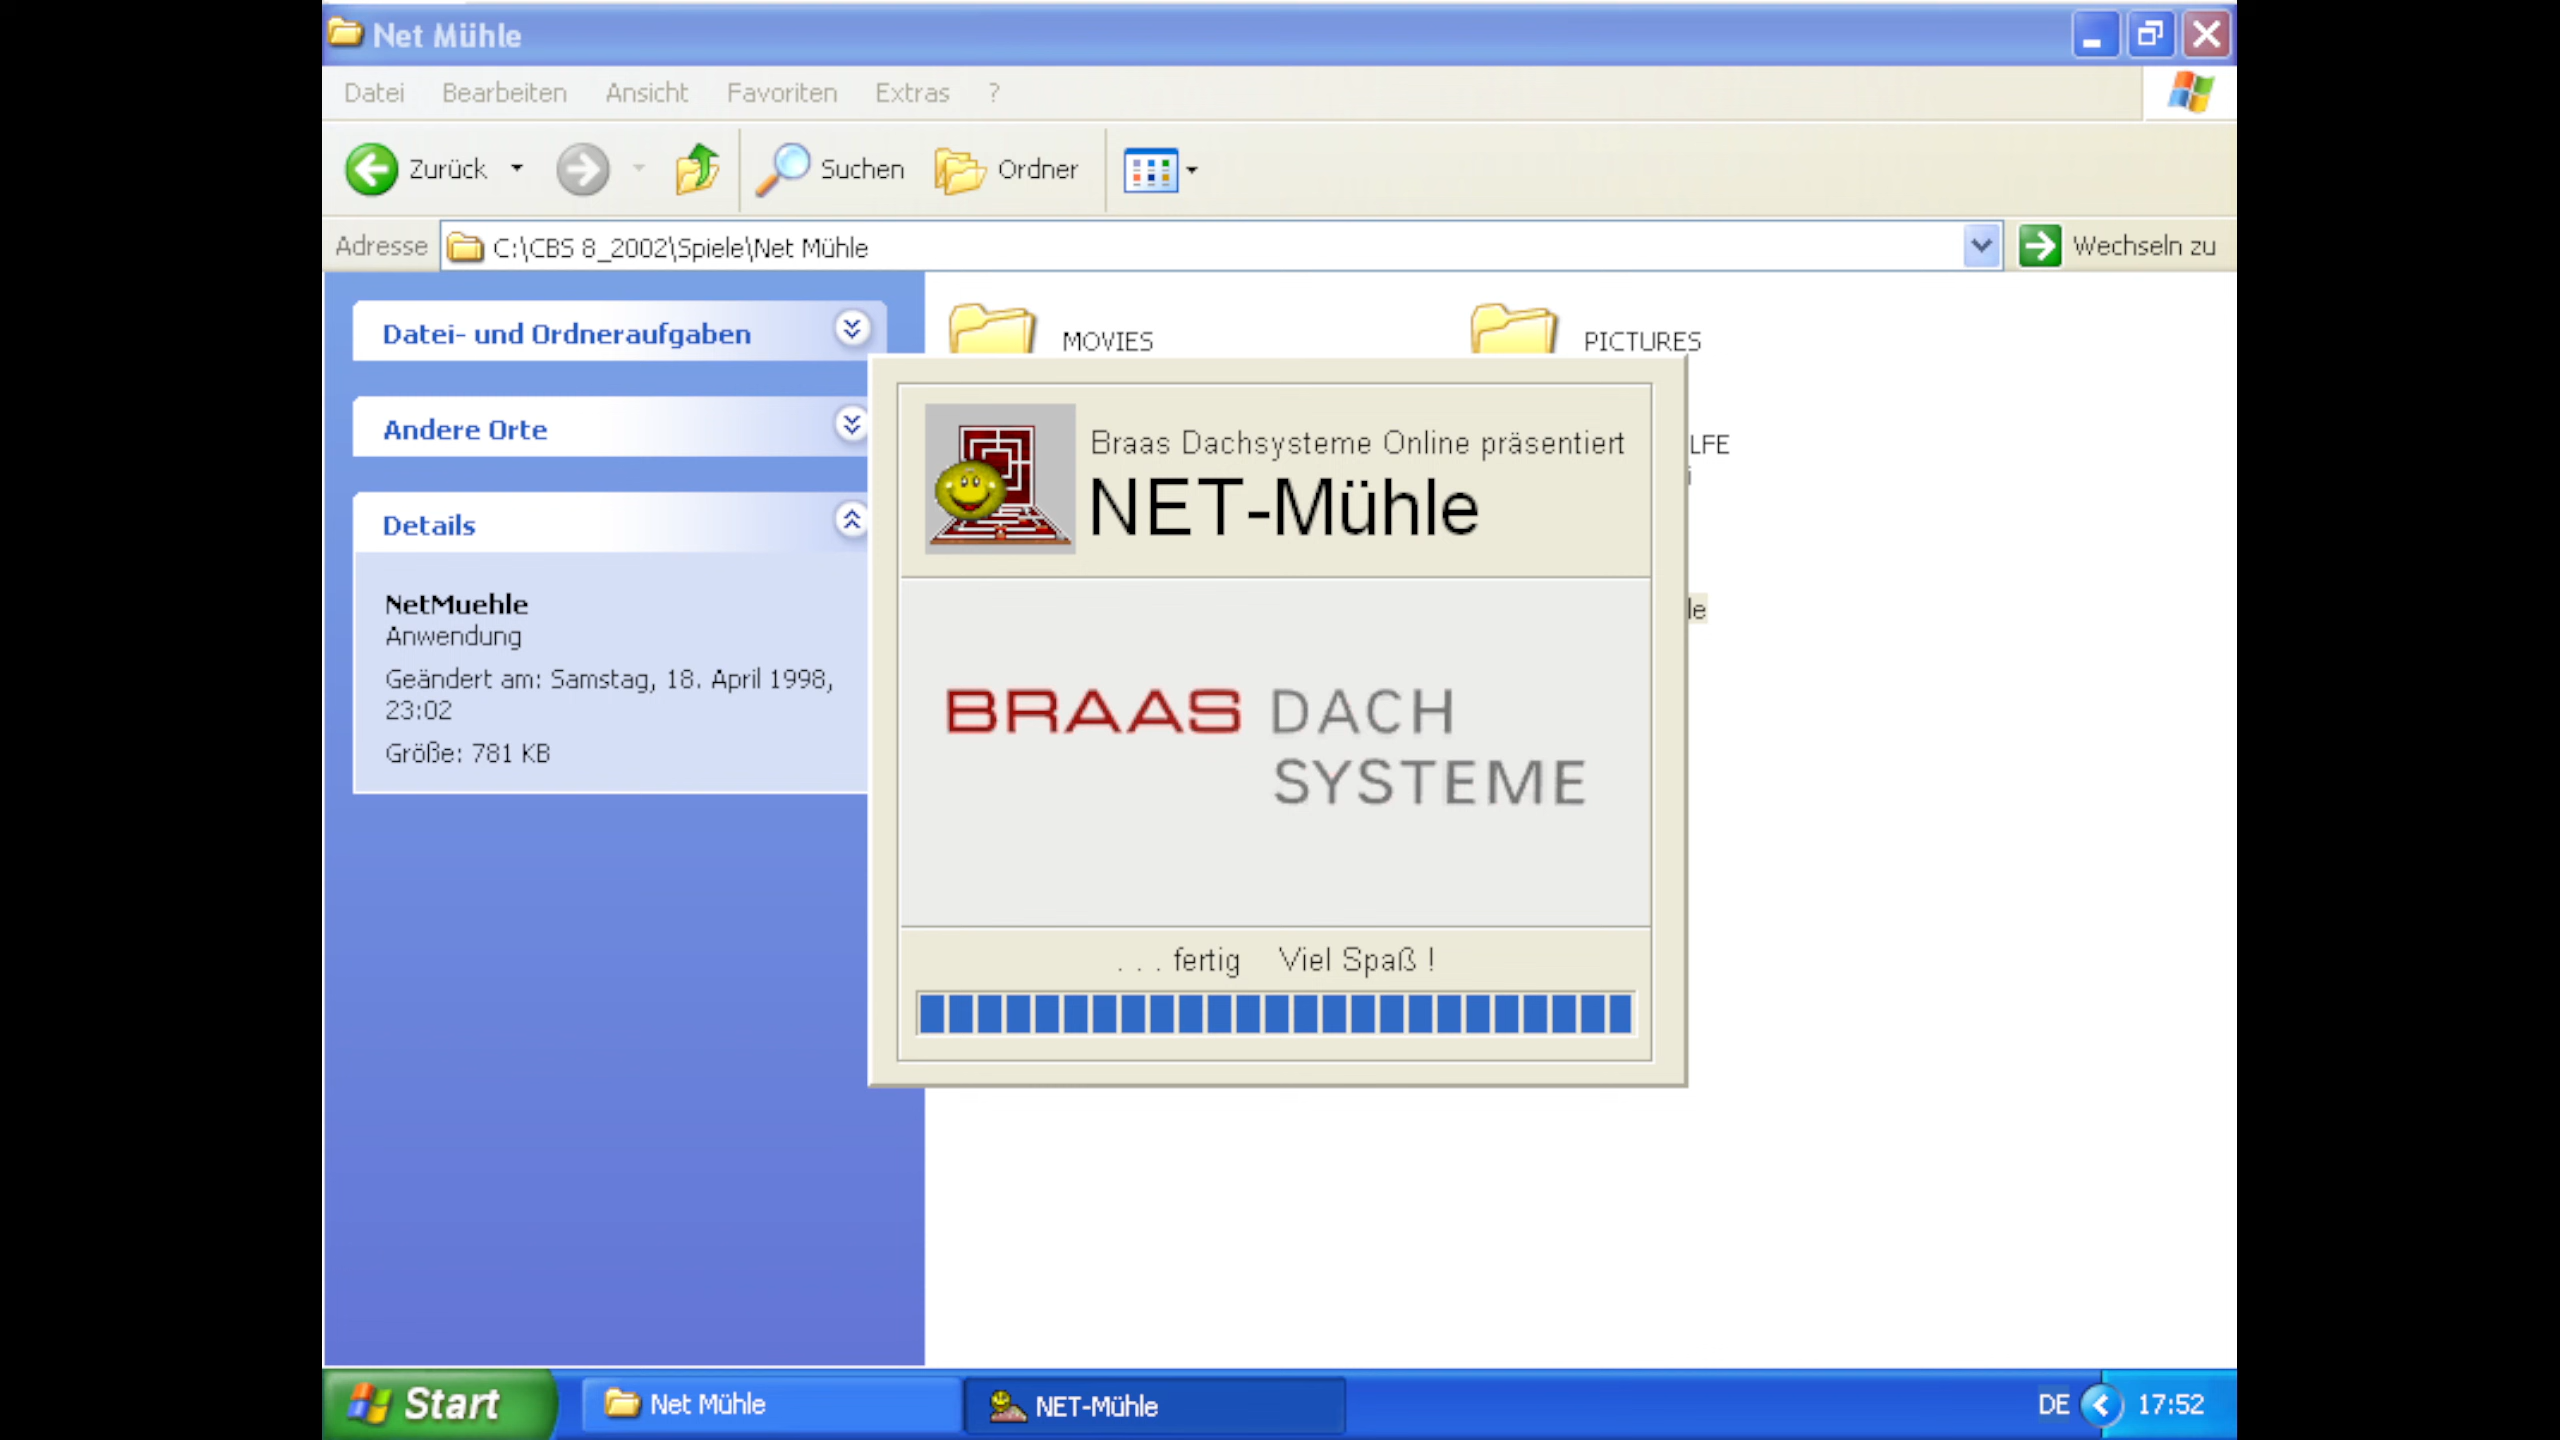 Net Mühle
Datei Bearbeiten Ansicht Favoriten Extras ?
Zurück Suchen Ordner
Adresse C:\CBS 8_2002\Spiele\Net Mühle Wechseln zu
Datei- und Ordneraufgaben
Andere Orte
Details
NetMuehle
Anwendung
Geändert am: Samstag, 18. April 1998,
23:02
Größe: 781 KB
MOVIES PICTURES
LFE
le
Braas Dachsysteme Online präsentiert
NET-Mühle
BRAAS DACH
SYSTEME
. . . fertig Viel Spaß !
Start Net Mühle NET-Mühle DE 17:52